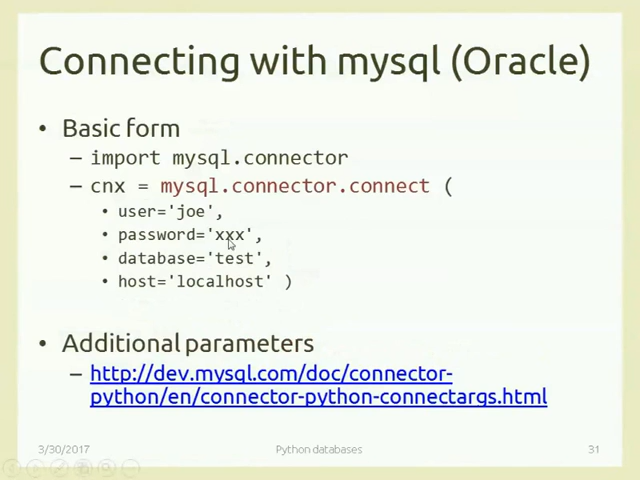 Connecting with mysql (Oracle)
• Basic form
– import mysql.connector
– cnx = mysql.connector.connect (
• user='joe',
• password='xxx',
• database='test',
• host='localhost' )
• Additional parameters
– http://dev.mysql.com/doc/connector-
python/en/connector-python-connectargs.html
3/30/2017 Python databases 31